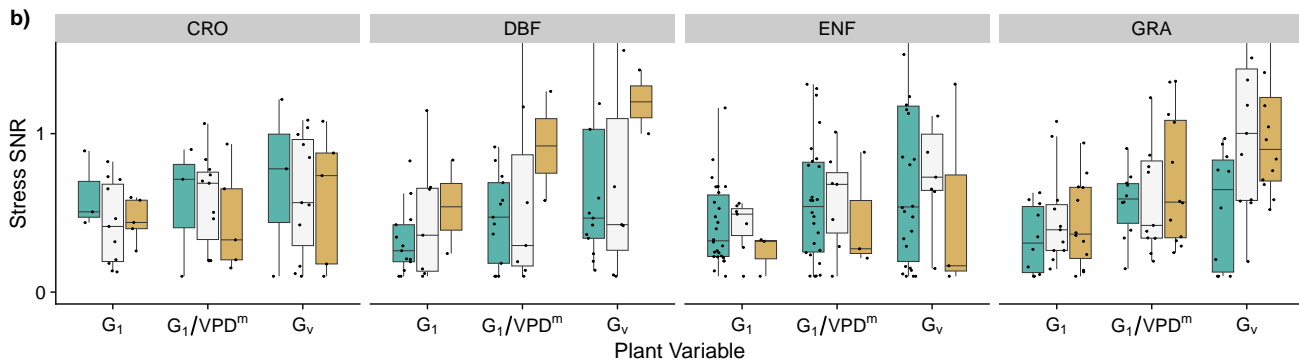 b)
CRO DBF ENF GRA
Stress SNR
1
0
G₁ G₁/VPDᵐ Gᵥ G₁ G₁/VPDᵐ Gᵥ G₁ G₁/VPDᵐ Gᵥ G₁ G₁/VPDᵐ Gᵥ
Plant Variable